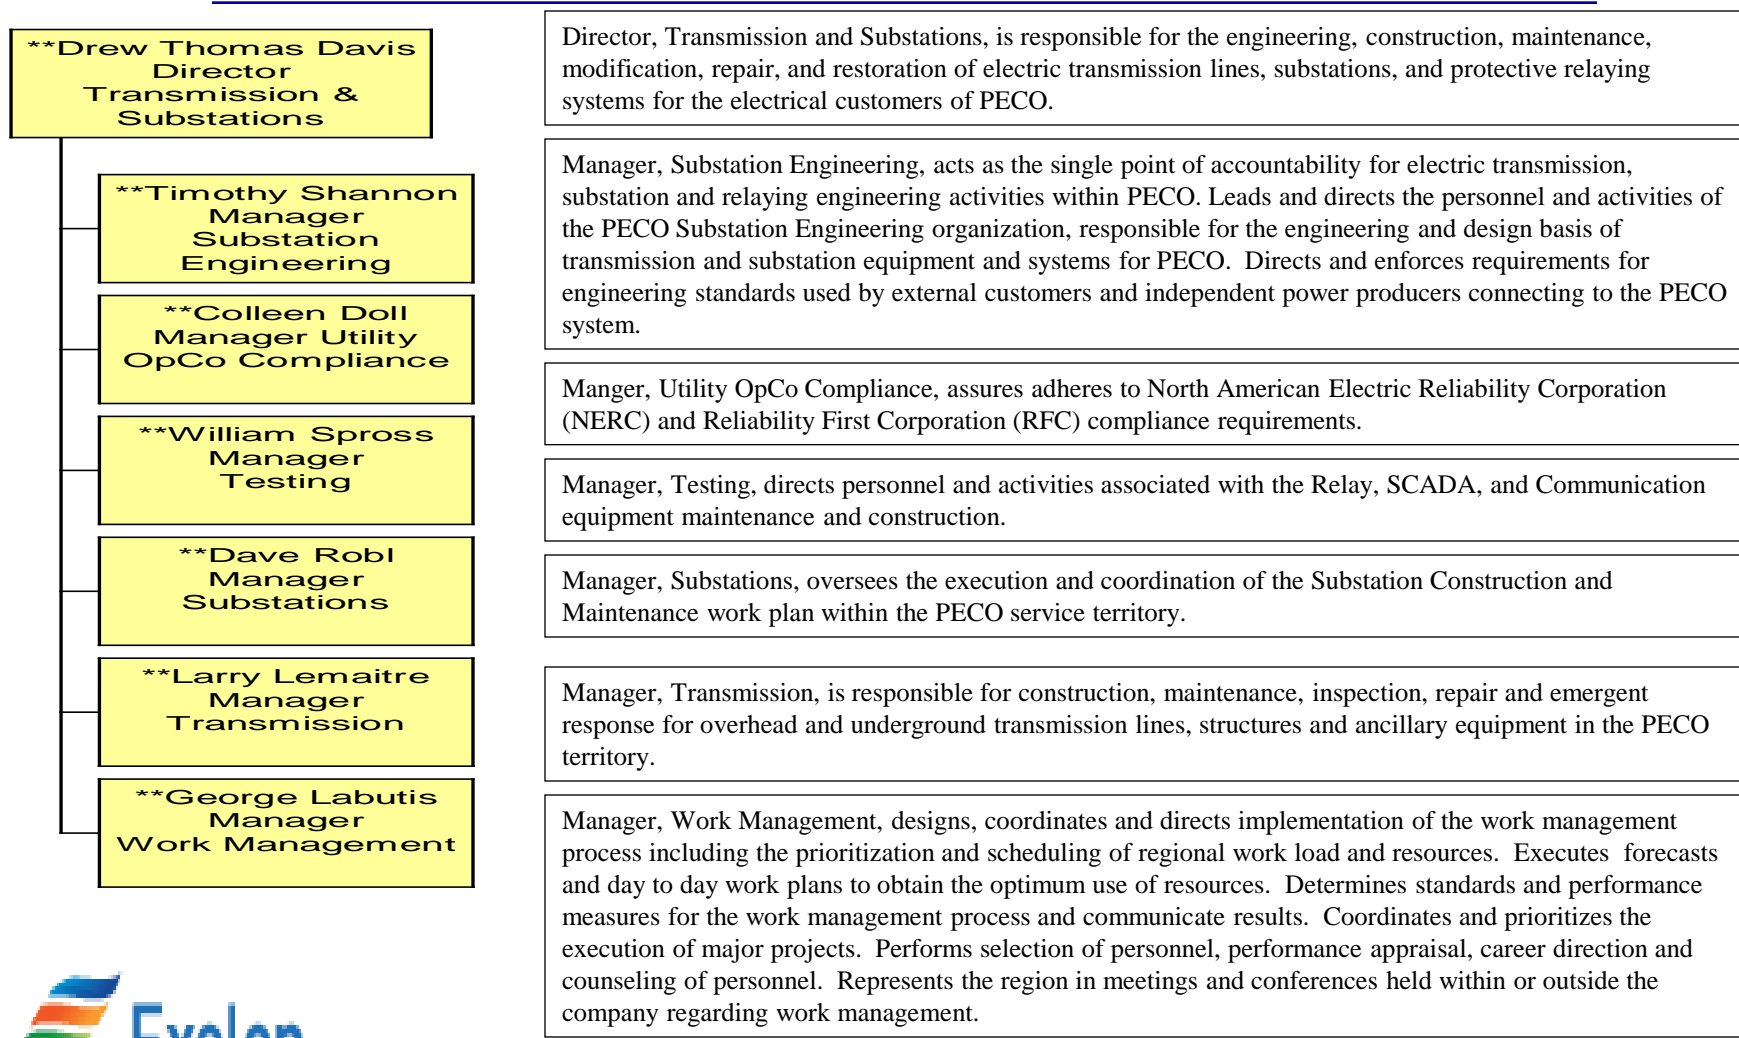 **Drew Thomas Davis
Director
Transmission &
Substations
Director, Transmission and Substations, is responsible for the engineering, construction, maintenance,
modification, repair, and restoration of electric transmission lines, substations, and protective relaying
systems for the electrical customers of PECO.
**Timothy Shannon
Manager
Substation
Engineering
Manager, Substation Engineering, acts as the single point of accountability for electric transmission,
substation and relaying engineering activities within PECO. Leads and directs the personnel and activities of
the PECO Substation Engineering organization, responsible for the engineering and design basis of
transmission and substation equipment and systems for PECO.  Directs and enforces requirements for
engineering standards used by external customers and independent power producers connecting to the PECO
system.
**Colleen Doll
Manager Utility
OpCo Compliance
Manger, Utility OpCo Compliance, assures adheres to North American Electric Reliability Corporation
(NERC) and Reliability First Corporation (RFC) compliance requirements.
**William Spross
Manager
Testing
Manager, Testing, directs personnel and activities associated with the Relay, SCADA, and Communication
equipment maintenance and construction.
**Dave Robl
Manager
Substations
Manager, Substations, oversees the execution and coordination of the Substation Construction and
Maintenance work plan within the PECO service territory.
**Larry Lemaitre
Manager
Transmission
Manager, Transmission, is responsible for construction, maintenance, inspection, repair and emergent
response for overhead and underground transmission lines, structures and ancillary equipment in the PECO
territory.
**George Labutis
Manager
Work Management
Manager, Work Management, designs, coordinates and directs implementation of the work management
process including the prioritization and scheduling of regional work load and resources.  Executes  forecasts
and day to day work plans to obtain the optimum use of resources.  Determines standards and performance
measures for the work management process and communicate results.  Coordinates and prioritizes the
execution of major projects.  Performs selection of personnel, performance appraisal, career direction and
counseling of personnel.  Represents the region in meetings and conferences held within or outside the
company regarding work management.
Exelon